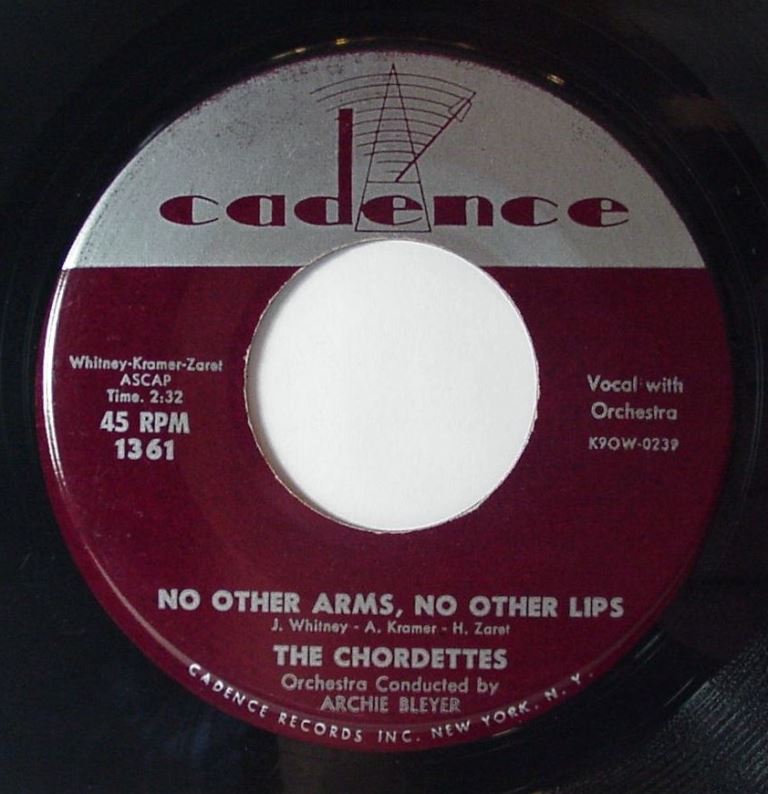 cadence
Whitney-Kramer-Zaret
ASCAP
Time. 2:32
45 RPM
1361
Vocal with
Orchestra
K9OW-0239
NO OTHER ARMS, NO OTHER LIPS
J. Whitney - A. Kramer - H. Zaret
THE CHORDETTES
Orchestra Conducted by
ARCHIE BLEYER
CADENCE RECORDS INC. NEW YORK. N. Y.